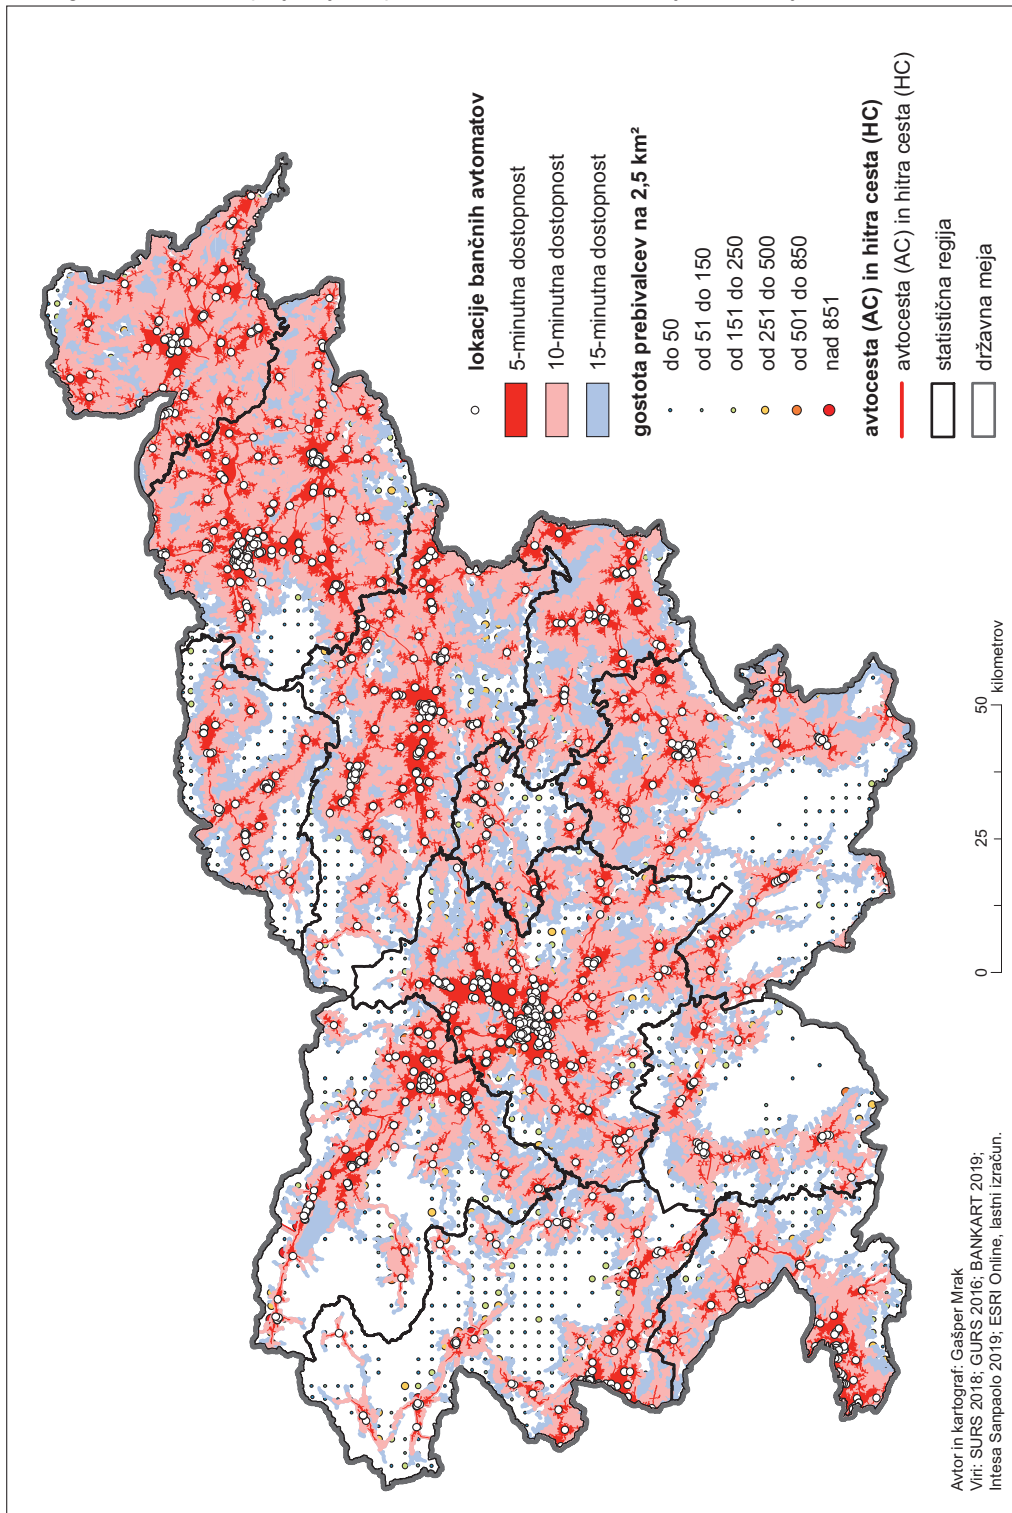 lokacije bančnih avtomatov
5-minutna dostopnost
10-minutna dostopnost
15-minutna dostopnost
gostota prebivalcev na 2,5 km²
do 50
od 51 do 150
od 151 do 250
od 251 do 500
od 501 do 850
nad 851
avtocesta (AC) in hitra cesta (HC)
avtocesta (AC) in hitra cesta (HC)
statistična regija
državna meja
0 25 50
kilometrov
Avtor in kartograf: Gašper Mrak
Viri: SURS 2018; GURS 2016; BANKART 2019;
Intesa Sanpaolo 2019; ESRI Online, lastni izračun.